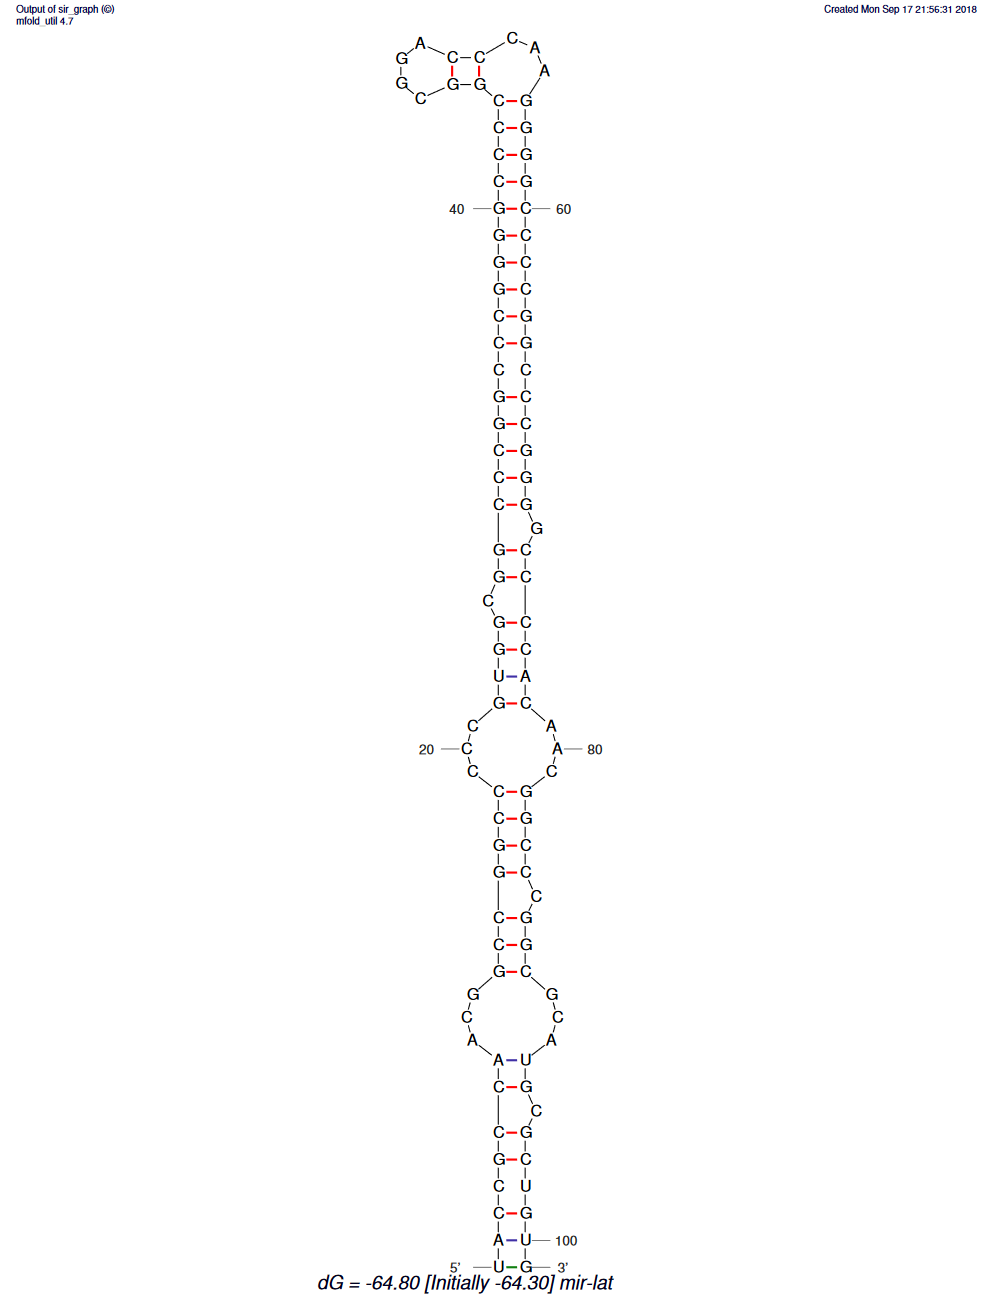 Output of sir_graph (©)
mfold_util 4.7
Created Mon Sep 17 21:56:31 2018
C
A A
G C C
A
G G G
C C G
C G
C G
C G
40 G C 60
G C
G C
G C
C G
C G
C C
G C
G C
C G
C G
C G
G
G C
G C
C
G C
G C
U A
G C
C A
20 C A 80
C C
C G
C G
G C
G C
C
C G
C G
G C
G G
C C
A A
A U
C G
C
C G
G C
C U
C G
A U 100
5' U G 3'
dG = -64.80 [Initially -64.30] mir-lat